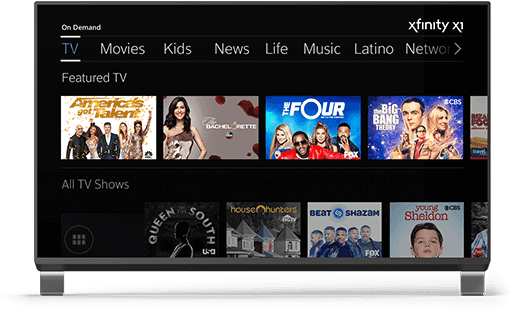 On Demand
xfinity x1
TV Movies Kids News Life Music Latino Networ
Featured TV
America's got Talent
THE BACHELORETTE
THE FOUR
FOX
THE BIG BANG THEORY
CBS
All TV Shows
QUEEN OF THE SOUTH
USA
house hunters
HGTV
BEAT SHAZAM
FOX
young Sheldon
CBS